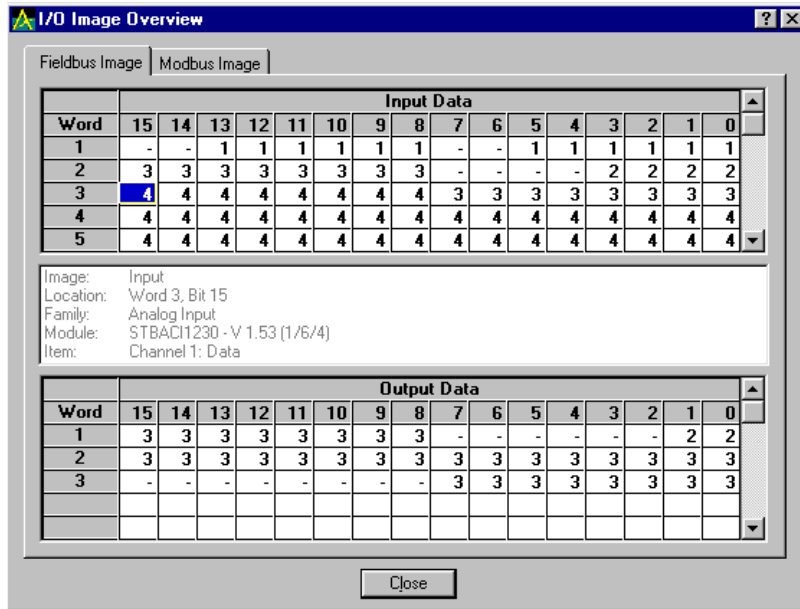 I/O Image Overview
Fieldbus Image Modbus Image
Input Data
Word 15 14 13 12 11 10 9 8 7 6 5 4 3 2 1 0
1 - - 1 1 1 1 1 1 - - 1 1 1 1 1 1
2 3 3 3 3 3 3 3 3 - - - - 2 2 2 2
3 4 4 4 4 4 4 4 4 3 3 3 3 3 3 3 3
4 4 4 4 4 4 4 4 4 4 4 4 4 4 4 4 4
5 4 4 4 4 4 4 4 4 4 4 4 4 4 4 4 4
Image: Input
Location: Word 3, Bit 15
Family: Analog Input
Module: STBACI1230 - V 1.53 (1/6/4)
Item: Channel 1: Data
Output Data
Word 15 14 13 12 11 10 9 8 7 6 5 4 3 2 1 0
1 3 3 3 3 3 3 3 3 - - - - - - 2 2
2 3 3 3 3 3 3 3 3 3 3 3 3 3 3 3 3
3 - - - - - - - - 3 3 3 3 3 3 3 3
Close